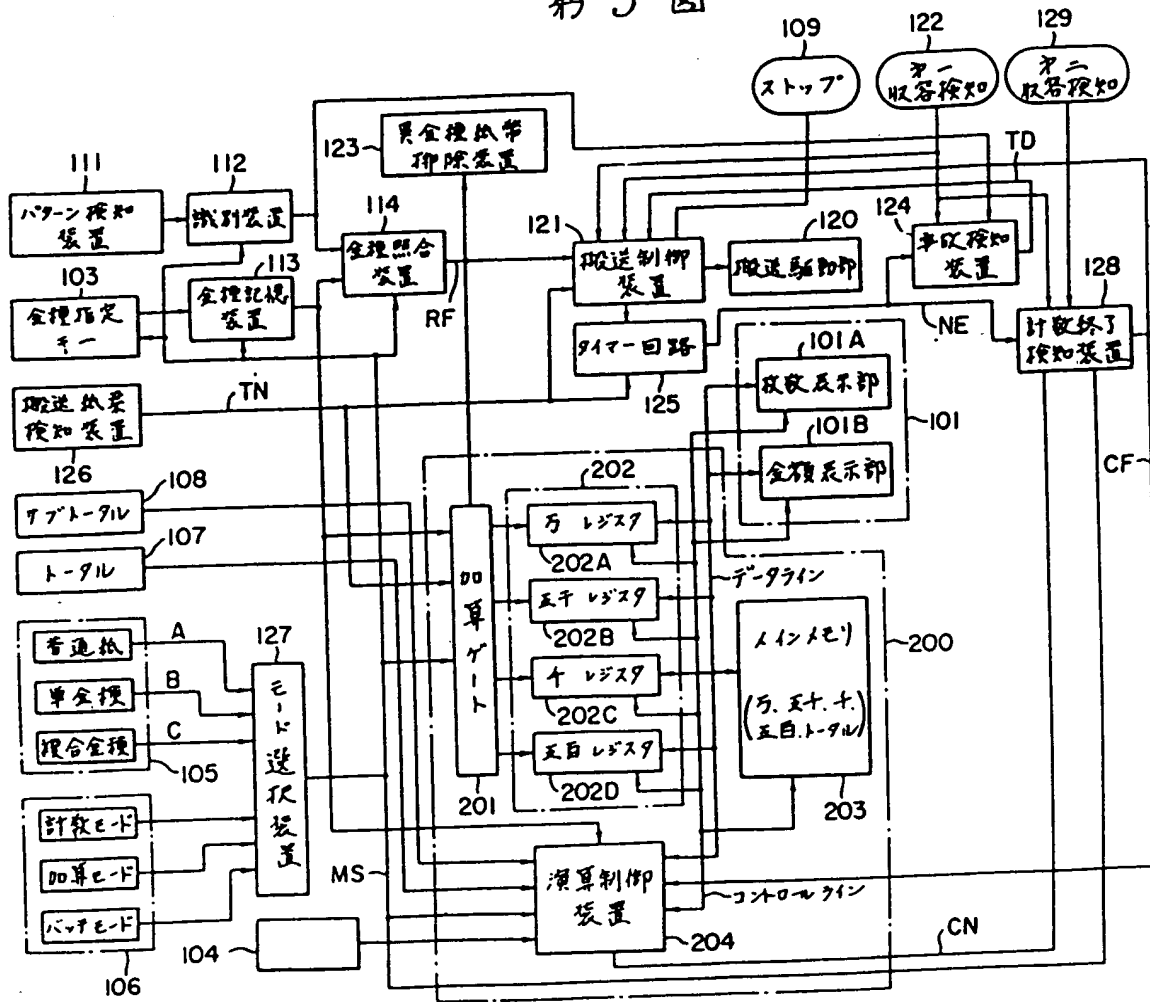 第5図
109
122
129
ストップ
第一
収容検知
第二
収容検知
123
異金種紙幣
排除装置
TD
111
112
パターン検知
装置
識別装置
114
金種照合
装置
121
搬送制御
装置
120
搬送駆動部
124
事故検知
装置
128
計数終了
検知装置
103
113
金種指定
キー
金種記憶
装置
RF
NE
タイマー回路
125
101A
枚数表示部
101
101B
金額表示部
搬送紙葉
検知装置
126
TN
CF
サブトータル
108
トータル
107
202
加算ゲート
201
万レジスタ
202A
五千レジスタ
202B
千レジスタ
202C
五百レジスタ
202D
データライン
メインメモリ
(万、五千、千、
五百、トータル)
203
200
普通紙
A
単金種
B
混合金種
C
105
127
モード選択装置
計数モード
加算モード
バッチモード
106
MS
104
演算制御
装置
204
コントロールライン
CN